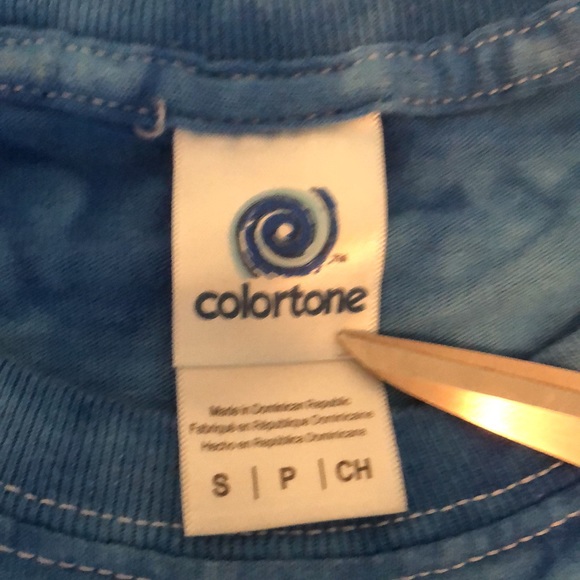 colortone
Made in Dominican Republic
Fabriqué en République Dominicaine
Hecho en República Dominicana
S | P | CH